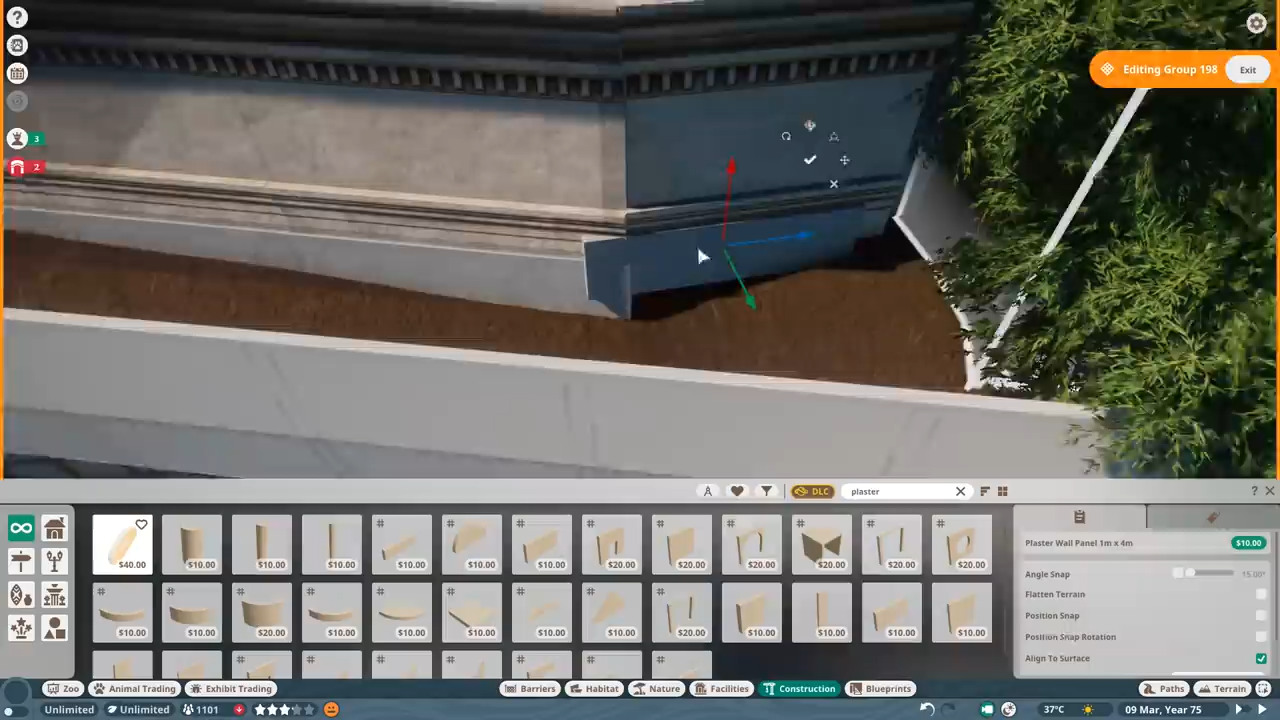 ?
Editing Group 198 Exit
3
2
DLC plaster
? ×
$40.00 $10.00 $10.00 $10.00 $10.00 $10.00 $10.00 $20.00 $10.00 $20.00 $20.00 $20.00 $20.00
$10.00 $10.00 $20.00 $10.00 $10.00 $10.00 $10.00 $10.00 $20.00 $10.00 $10.00 $10.00 $10.00
Plaster Wall Panel 1m x 4m $10.00
Angle Snap 15.00°
Flatten Terrain
Position Snap
Position Snap Rotation
Align To Surface
Zoo Animal Trading Exhibit Trading Barriers Habitat Nature Facilities Construction Blueprints Paths Terrain
Unlimited Unlimited 1101 37°C 09 Mar, Year 75